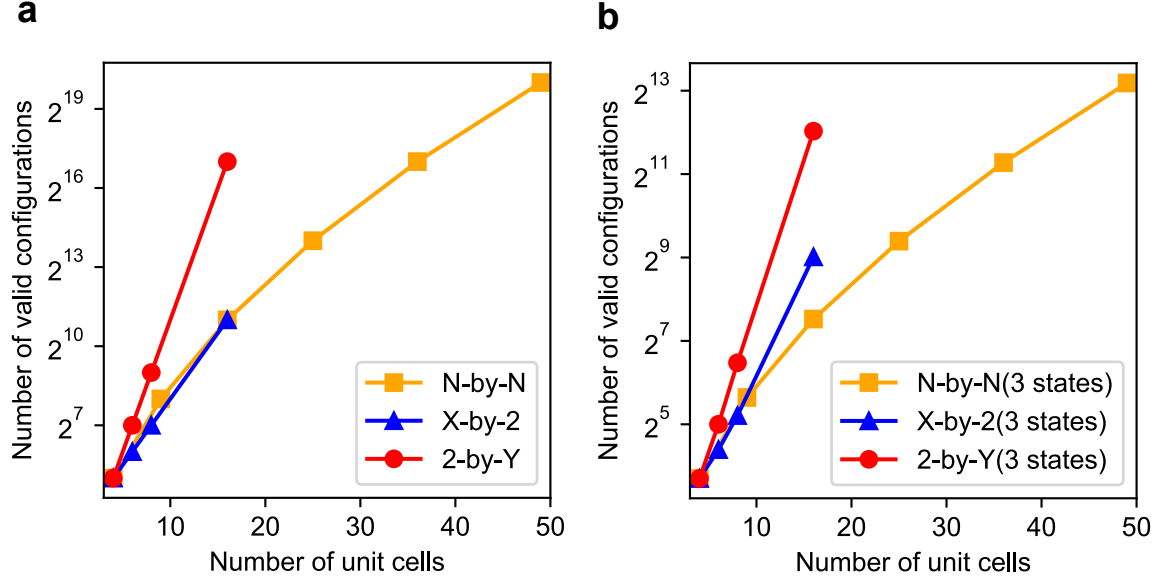 a
Number of valid configurations
2^19
2^16
2^13
2^10
2^7
10
20
30
40
50
Number of unit cells
N-by-N
X-by-2
2-by-Y
b
Number of valid configurations
2^13
2^11
2^9
2^7
2^5
10
20
30
40
50
Number of unit cells
N-by-N(3 states)
X-by-2(3 states)
2-by-Y(3 states)